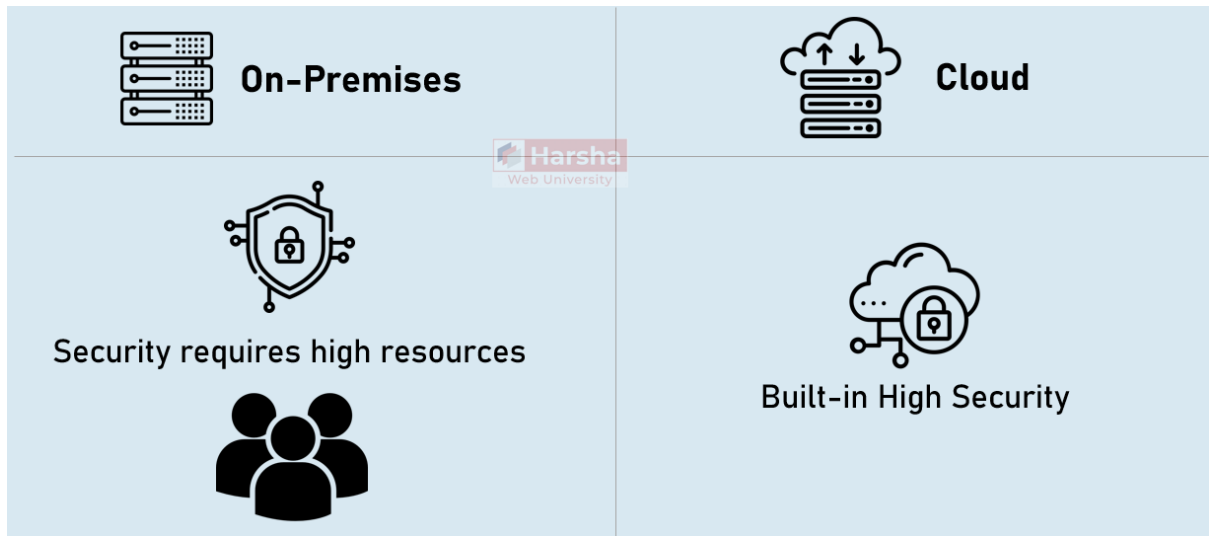 On-Premises
Cloud
Harsha
Web University
Security requires high resources
Built-in High Security